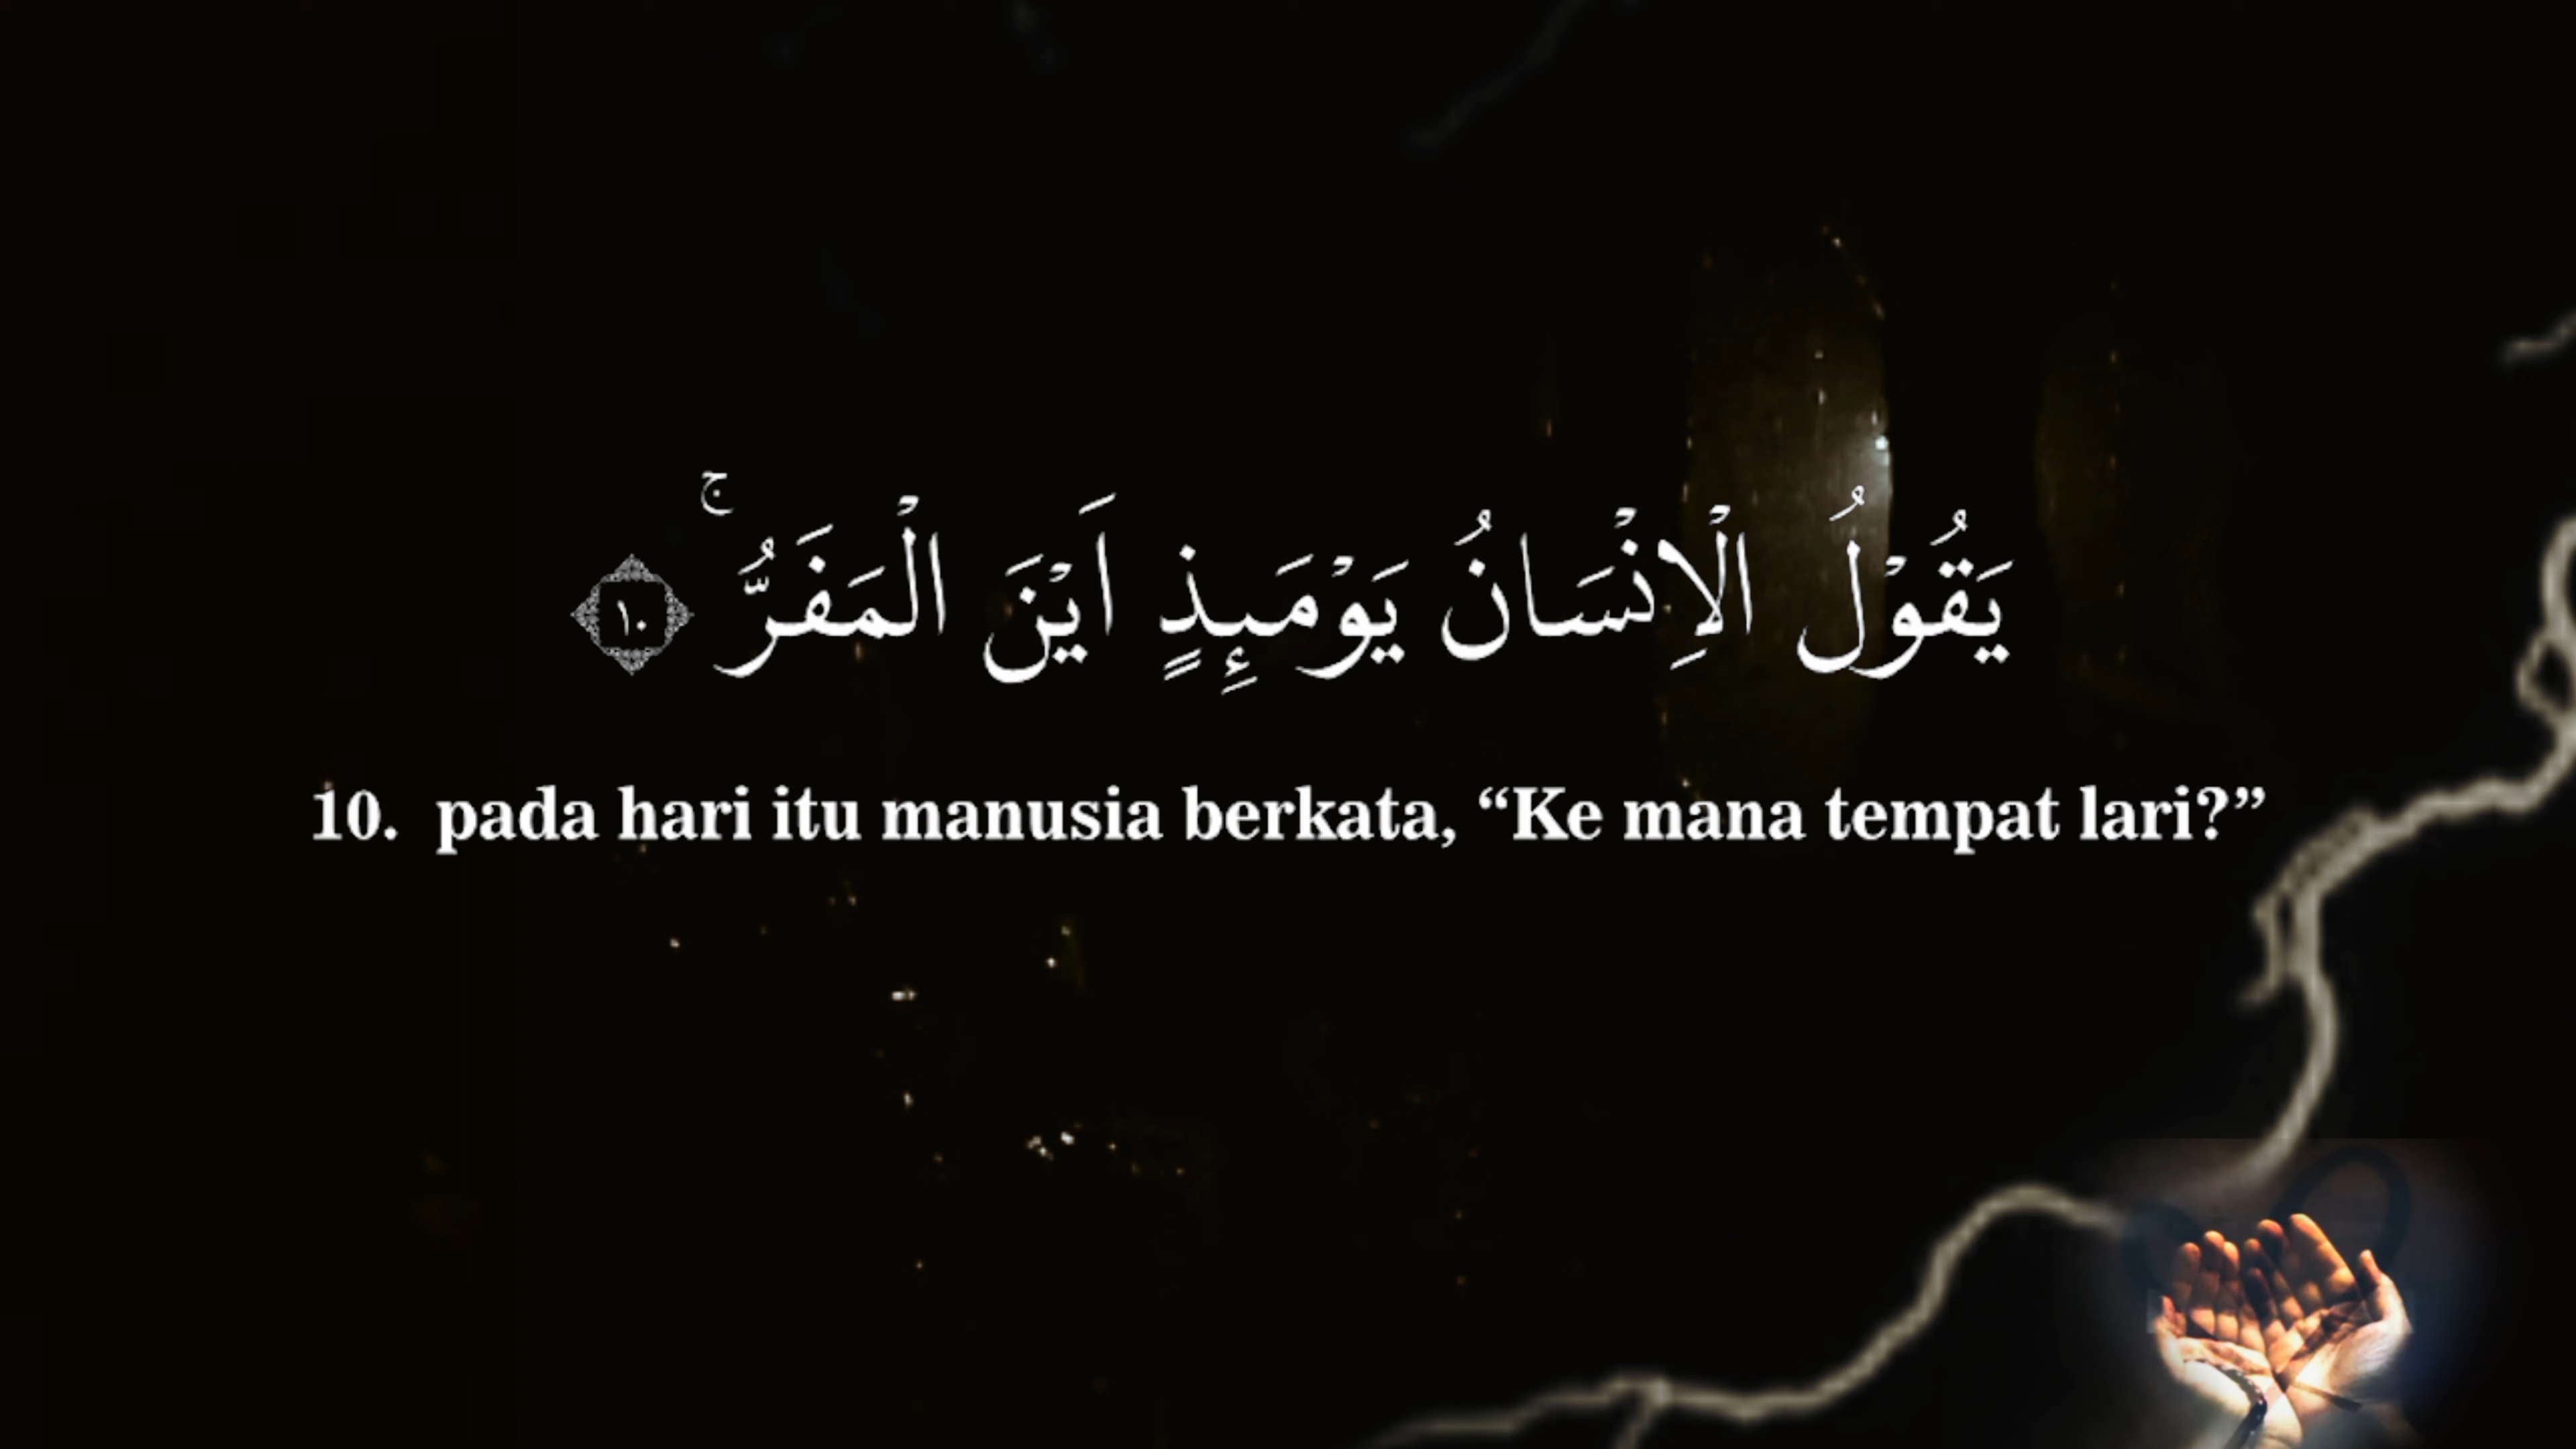 يَقُوْلُ الْاِنْسَانُ يَوْمَىِٕذٍ اَيْنَ الْمَفَرُّۚ ١٠
10. pada hari itu manusia berkata, “Ke mana tempat lari?”